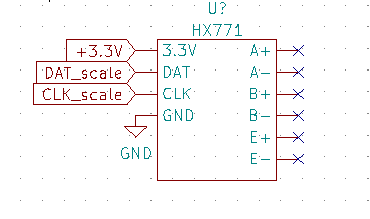 U?
HX771
+3.3V 3.3V A+
DAT_scale DAT A-
CLK_scale CLK B+
GND B-
E+
GND E-